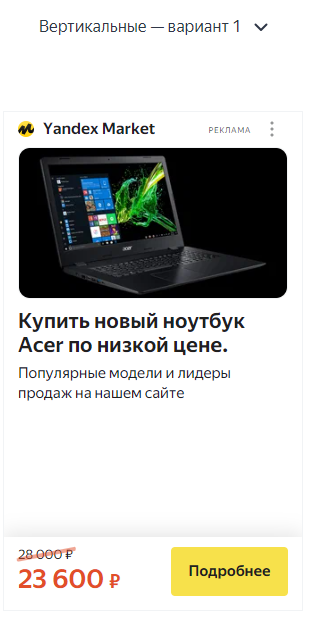 Вертикальные — вариант 1
Yandex Market
РЕКЛАМА
acer
Купить новый ноутбук
Acer по низкой цене.
Популярные модели и лидеры
продаж на нашем сайте
28 000 ₽
23 600 ₽
Подробнее